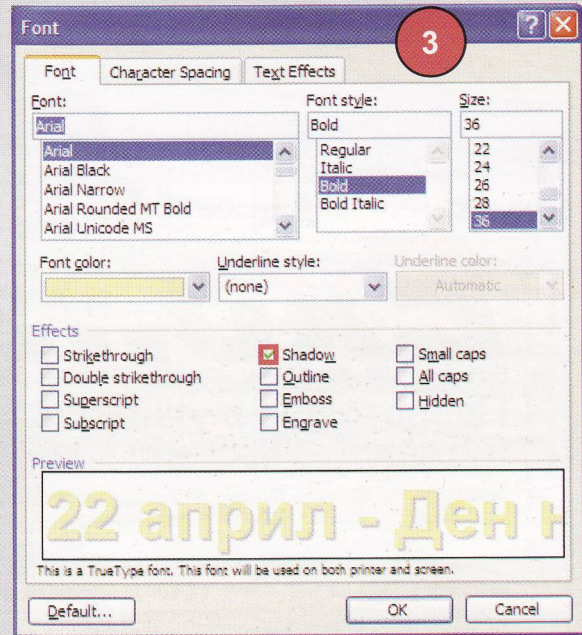 Font
3
Font Character Spacing Text Effects
Font: Font style: Size:
Arial Bold 36
Arial Regular 22
Arial Black Italic 24
Arial Narrow Bold 26
Arial Rounded MT Bold Bold Italic 28
Arial Unicode MS 36
Font color: Underline style: Underline color:
(none) Automatic
Effects
Strikethrough Shadow Small caps
Double strikethrough Outline All caps
Superscript Emboss Hidden
Subscript Engrave
Preview
22 април - Ден н
This is a TrueType font. This font will be used on both printer and screen.
Default... OK Cancel